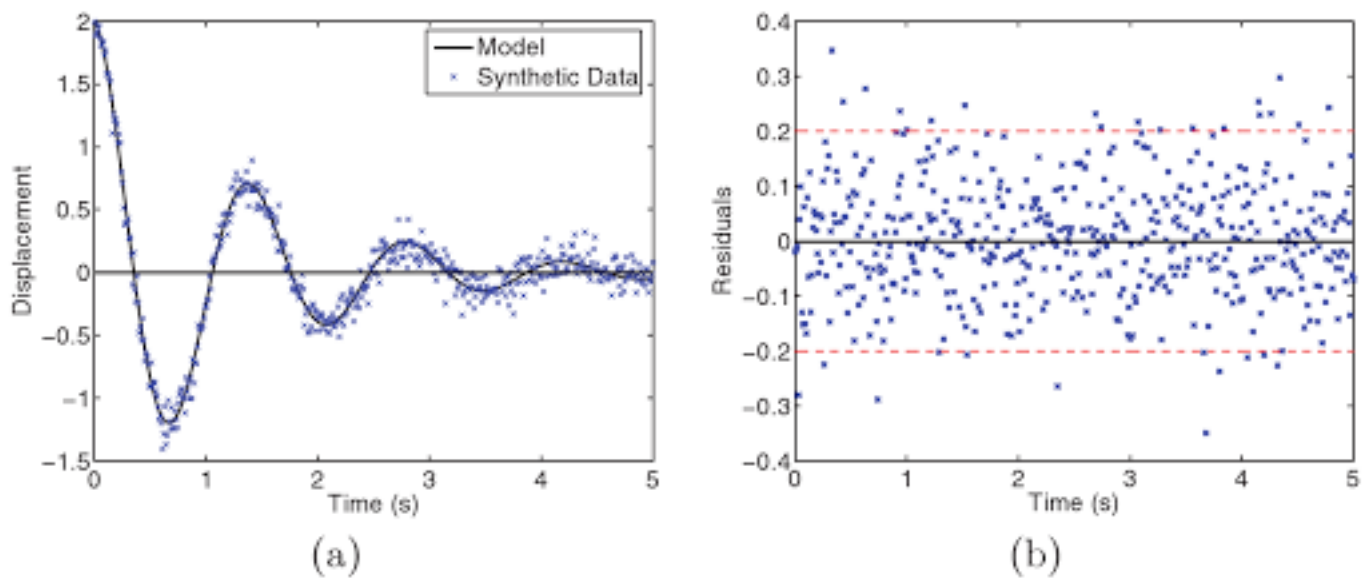 2
1.5
1
0.5
0
−0.5
−1
−1.5
Displacement
Model
Synthetic Data
0 1 2 3 4 5
Time (s)
(a)
0.4
0.3
0.2
0.1
0
−0.1
−0.2
−0.3
−0.4
Residuals
0 1 2 3 4 5
Time (s)
(b)